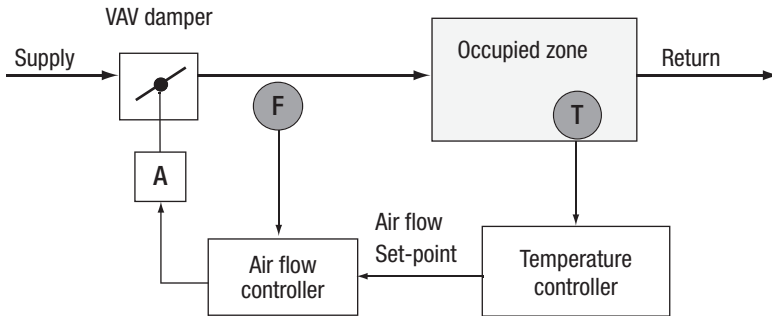 VAV damper
Supply
Occupied zone
Return
F
T
A
Air flow
Set-point
Air flow
controller
Temperature
controller